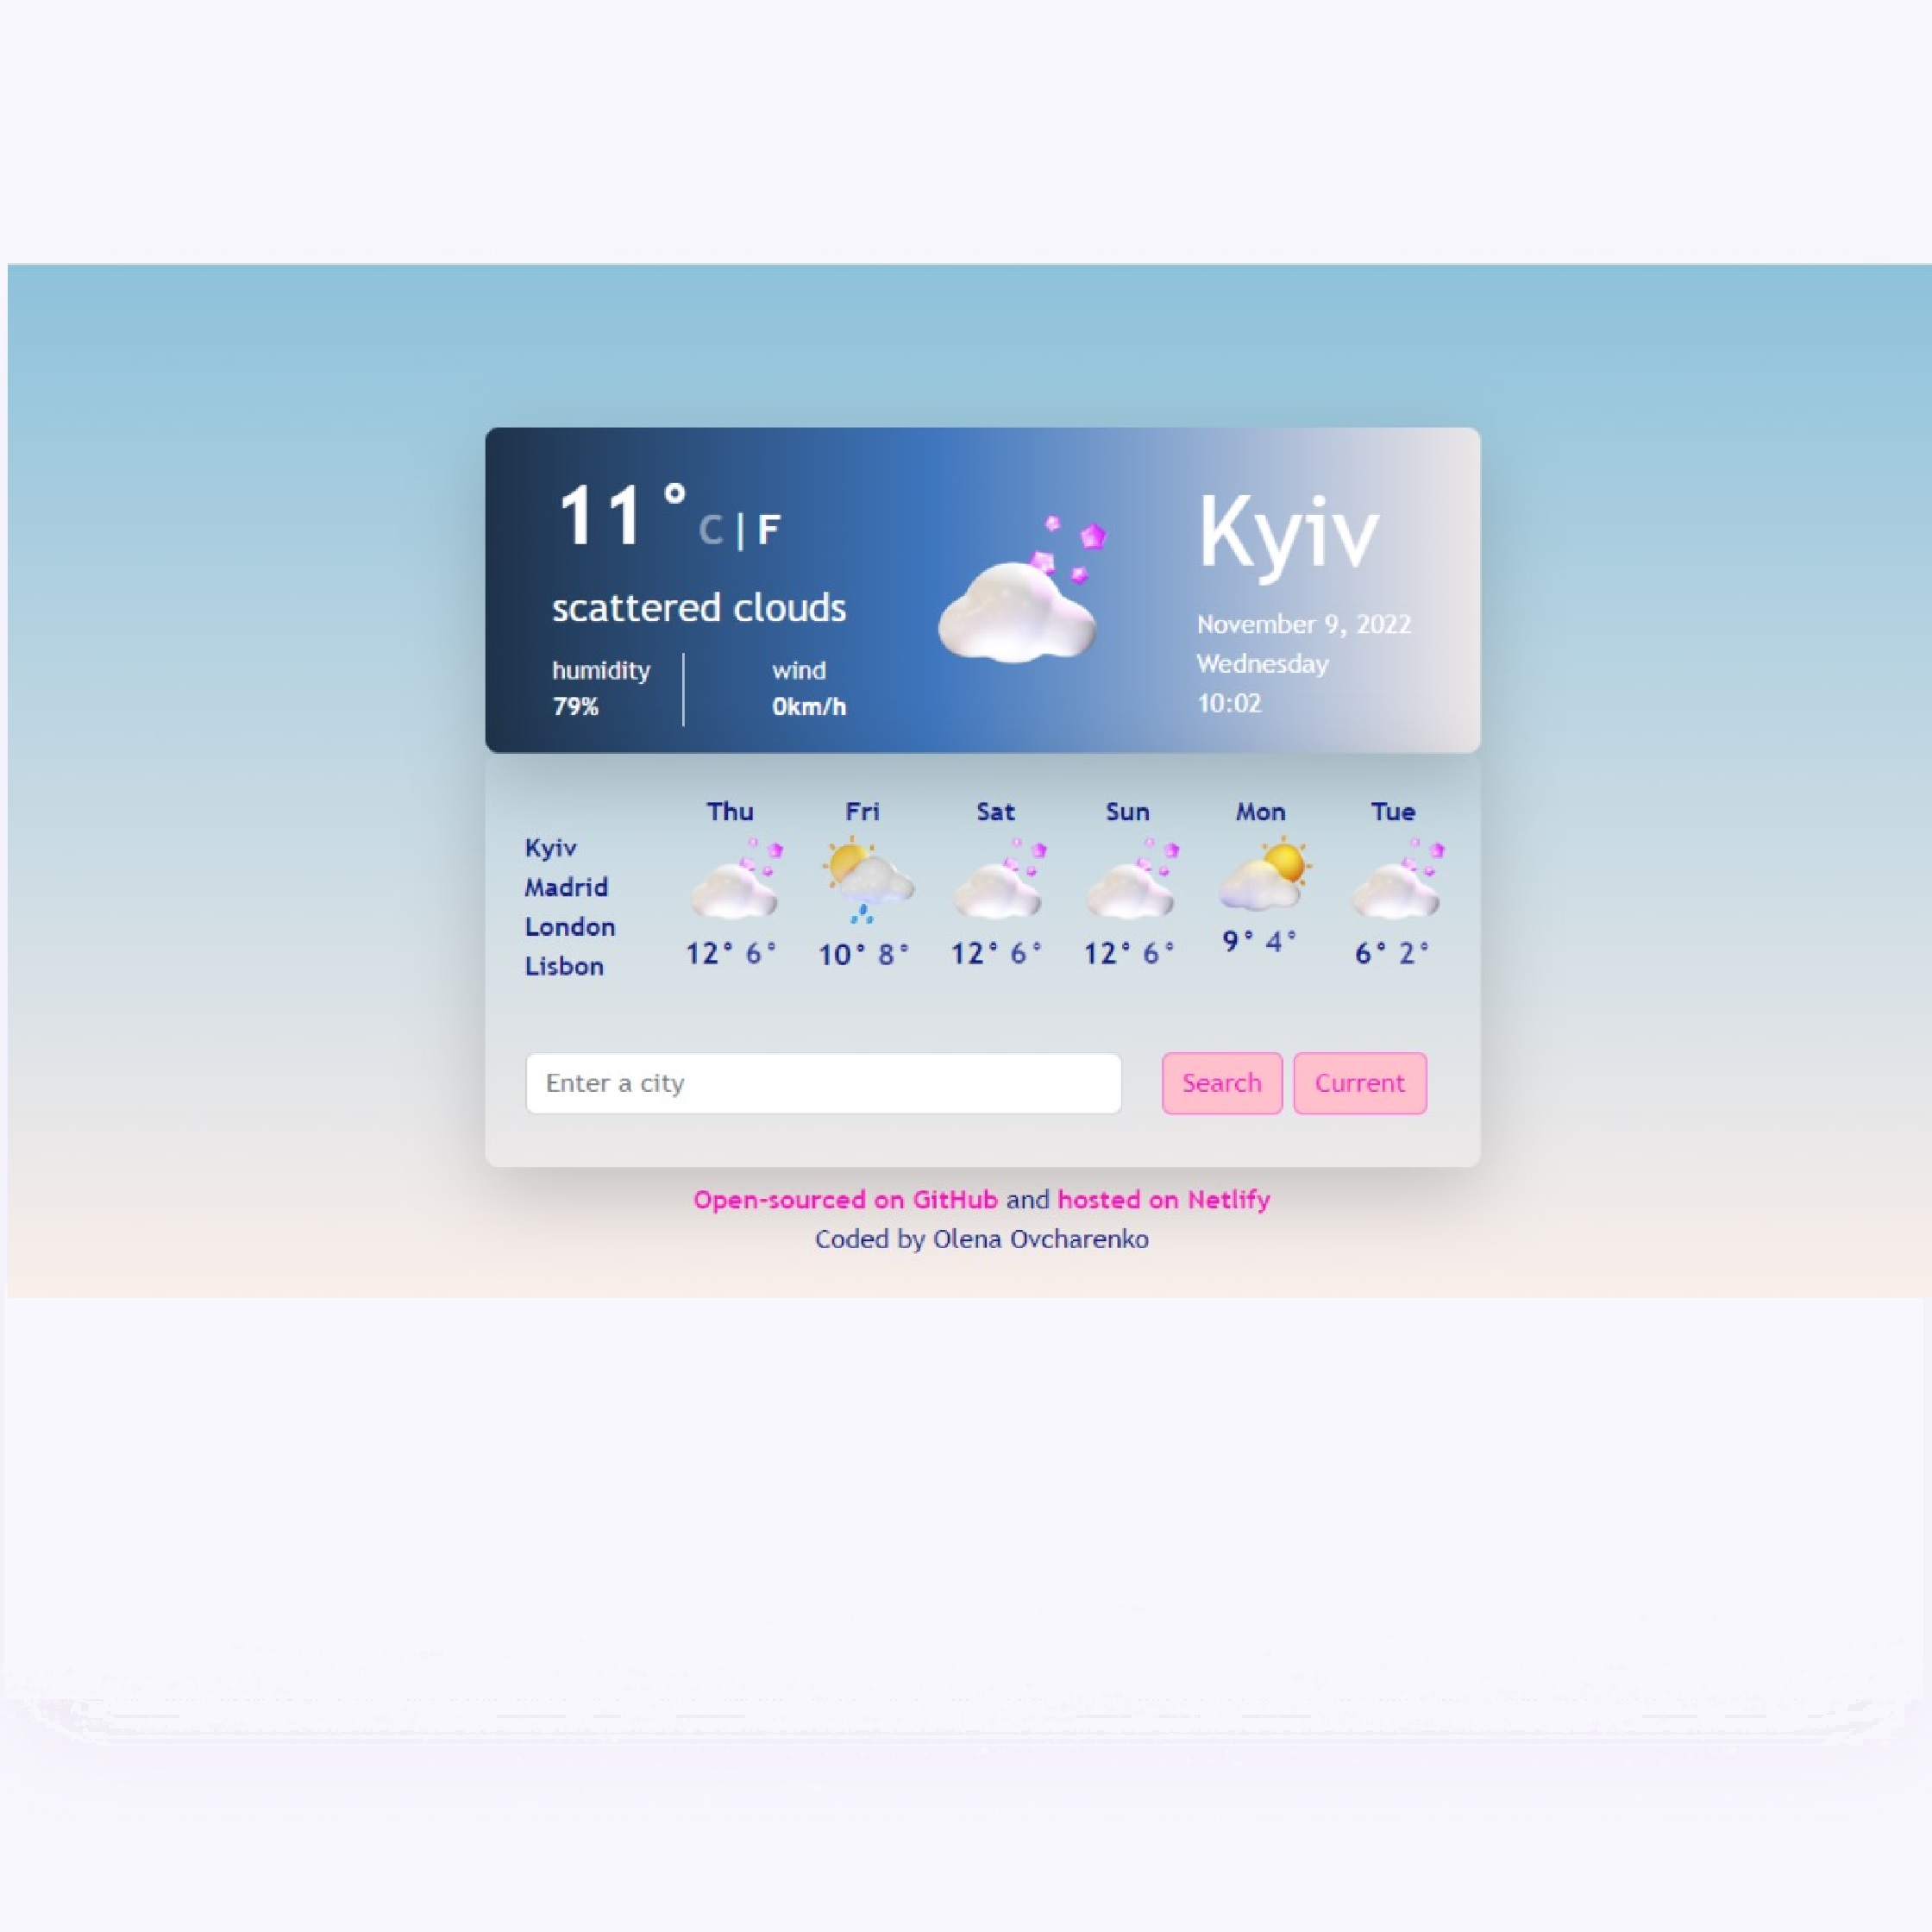 11° C | F
scattered clouds
humidity
79%
wind
0km/h
Kyiv
November 9, 2022
Wednesday
10:02
Kyiv
Madrid
London
Lisbon
Thu
12° 6°
Fri
10° 8°
Sat
12° 6°
Sun
12° 6°
Mon
9° 4°
Tue
6° 2°
Enter a city
Search
Current
Open-sourced on GitHub and hosted on Netlify
Coded by Olena Ovcharenko